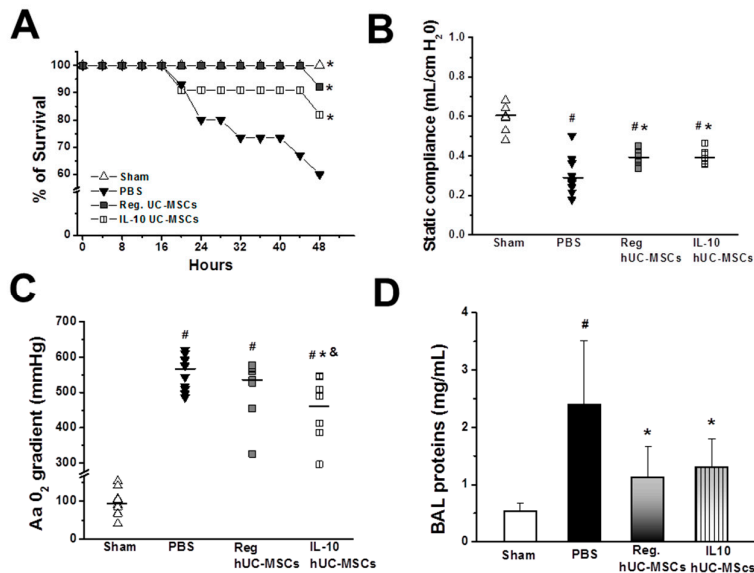 A
% of Survival
100
90
80
70
60
0
Sham
PBS
Reg. UC-MSCs
IL-10 UC-MSCs
*
*
*
0 8 16 24 32 40 48
Hours
B
Static compliance (mL/cm H₂0)
1.0
0.8
0.6
0.4
0.2
0.0
#
# *
# *
Sham PBS Reg hUC-MSCs IL-10 hUC-MSCs
C
Aa 0₂ gradient (mmHg)
700
600
500
400
300
100
0
#
#
# * &
Sham PBS Reg hUC-MSCs IL-10 hUC-MSCs
D
BAL proteins (mg/mL)
4
3
2
1
0
#
*
*
Sham PBS Reg. hUC-MSCs IL10 hUC-MSCs